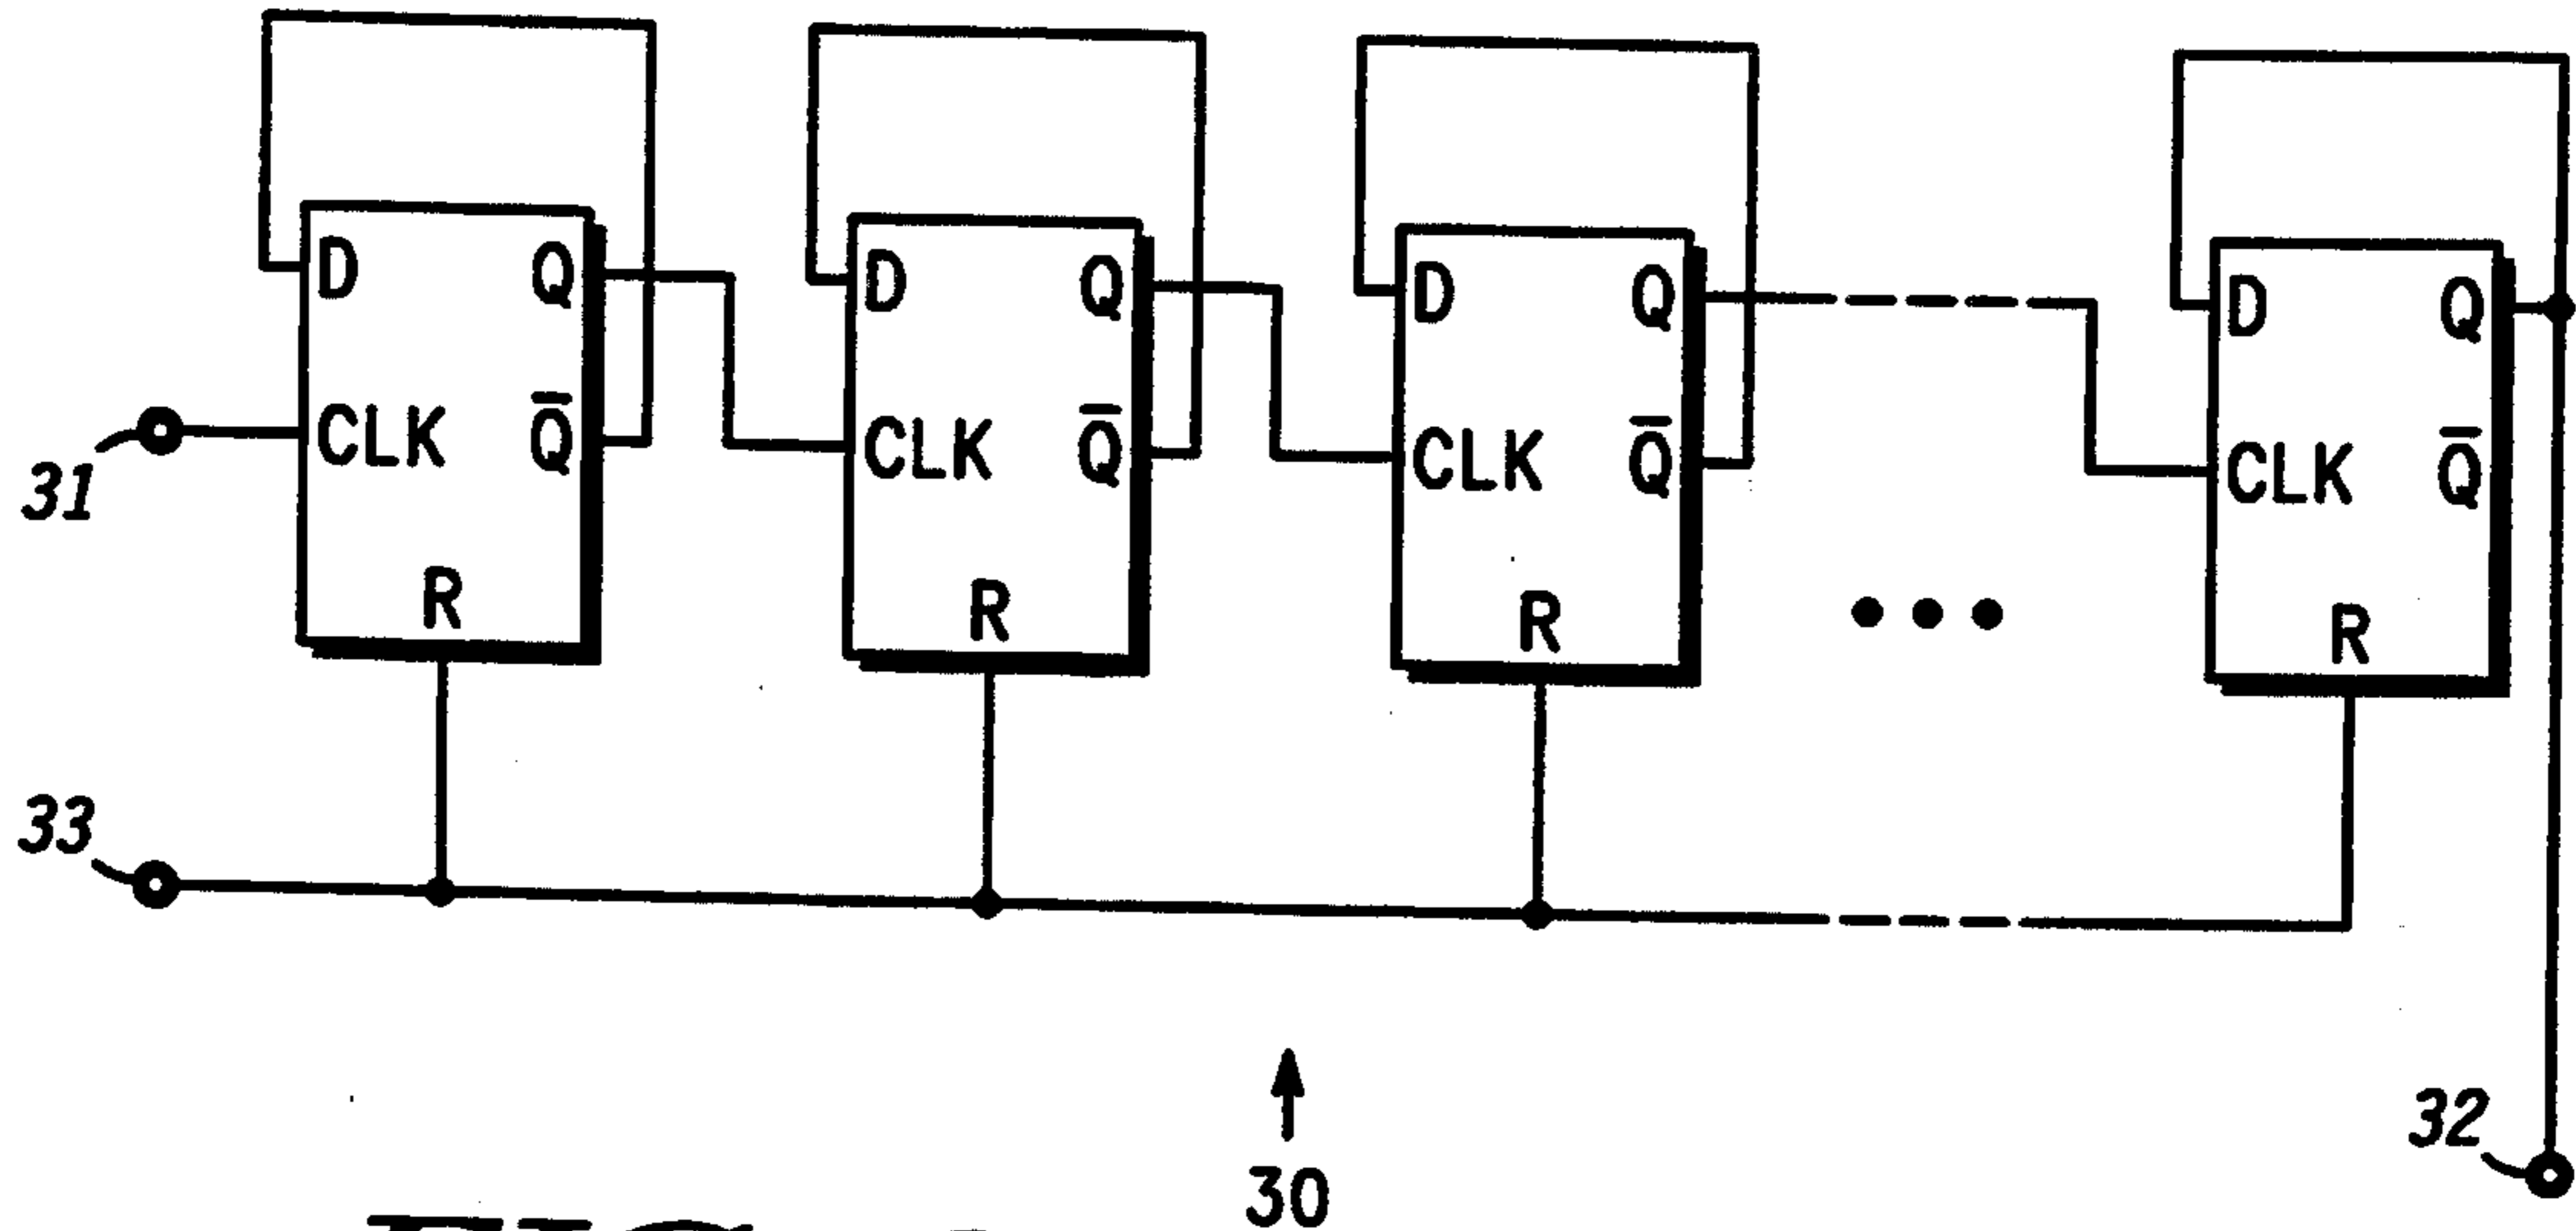 D Q D Q D Q D Q
CLK Q̅ CLK Q̅ CLK Q̅ CLK Q̅
31
R R R R
33
32
30